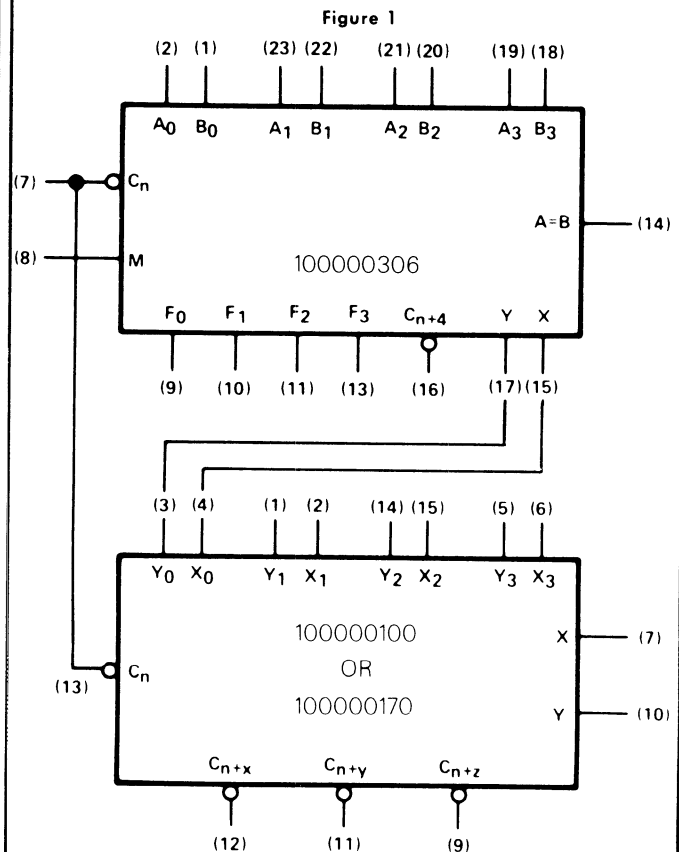 Figure 1
(2) (1) (23) (22) (21) (20) (19) (18)
A0 B0 A1 B1 A2 B2 A3 B3
(7) Cn
A=B (14)
(8) M
100000306
F0 F1 F2 F3 Cn+4 Y X
(9) (10) (11) (13) (16) (17) (15)
(3) (4) (1) (2) (14) (15) (5) (6)
Y0 X0 Y1 X1 Y2 X2 Y3 X3
100000100
X (7)
OR
Cn
(13)
100000170
Y (10)
Cn+x Cn+y Cn+z
(12) (11) (9)